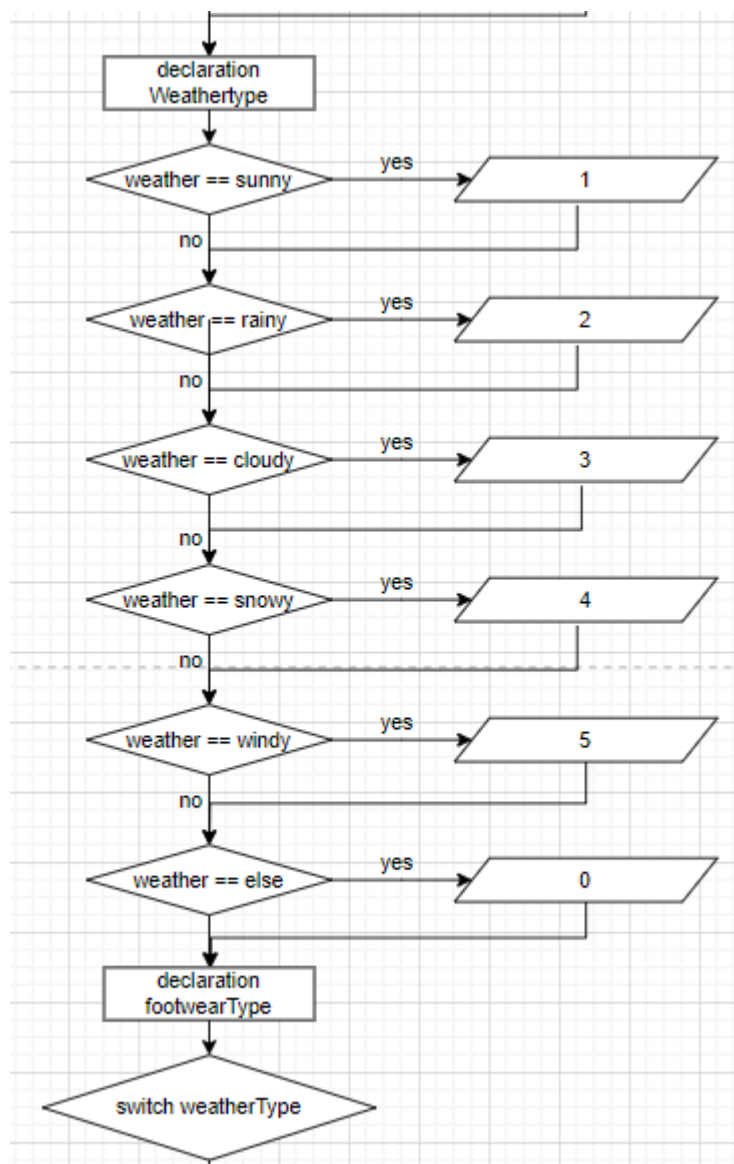 declaration
Weathertype
weather == sunny
yes
1
no
weather == rainy
yes
2
no
weather == cloudy
yes
3
no
weather == snowy
yes
4
no
weather == windy
yes
5
no
weather == else
yes
0
declaration
footwearType
switch weatherType